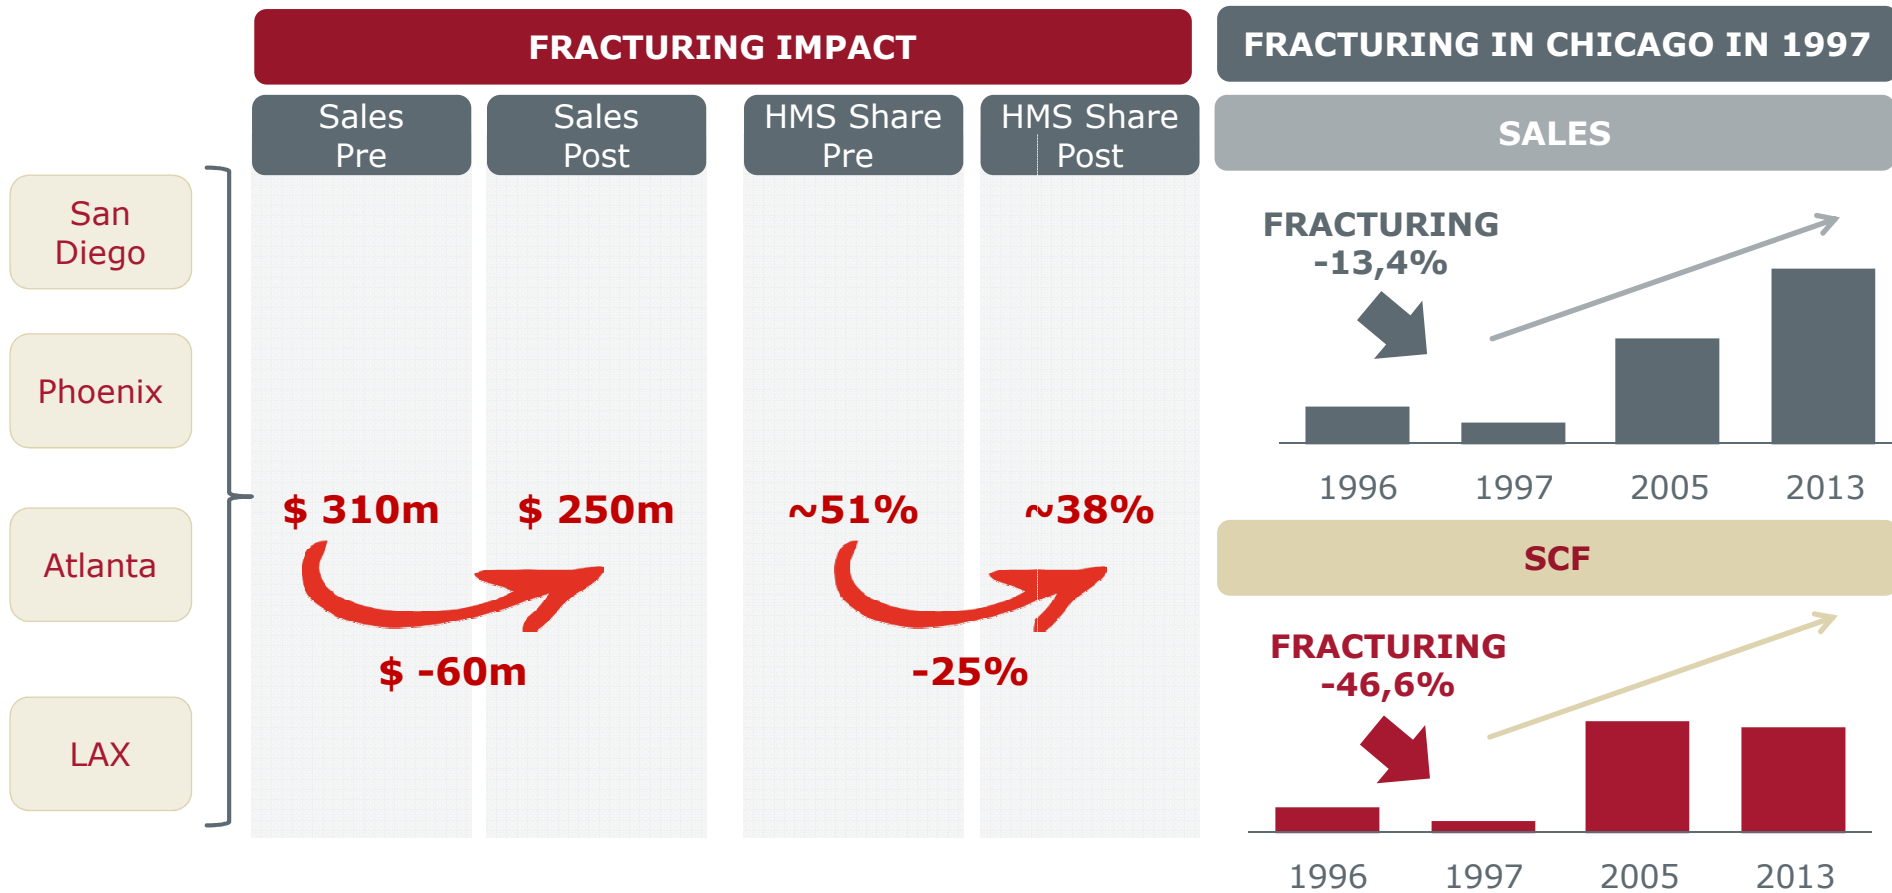 FRACTURING IMPACT
Sales
Pre
Sales
Post
HMS Share
Pre
HMS Share
Post
San
Diego
Phoenix
Atlanta
LAX
$ 310m
$ 250m
~51%
~38%
$ -60m
-25%
FRACTURING IN CHICAGO IN 1997
SALES
FRACTURING
-13,4%
1996
1997
2005
2013
SCF
FRACTURING
-46,6%
1996
1997
2005
2013